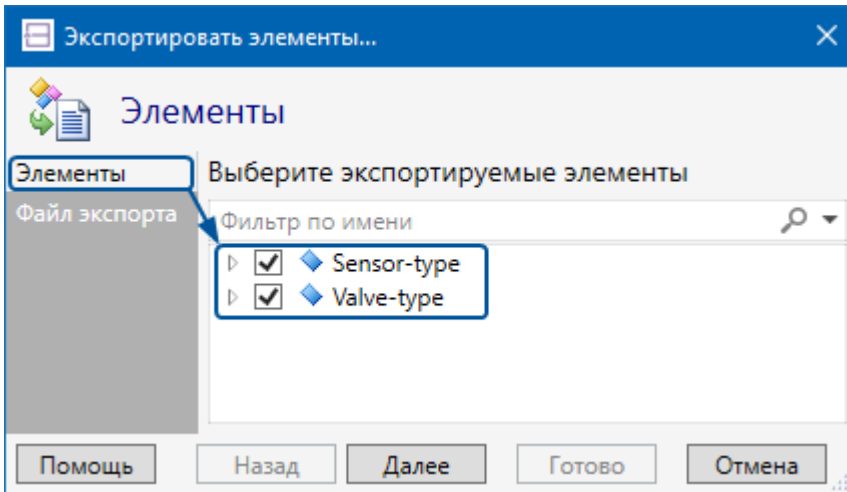 Экспортировать элементы...
Элементы
Элементы
Выберите экспортируемые элементы
Файл экспорта
Фильтр по имени
Sensor-type
Valve-type
Помощь
Назад
Далее
Готово
Отмена